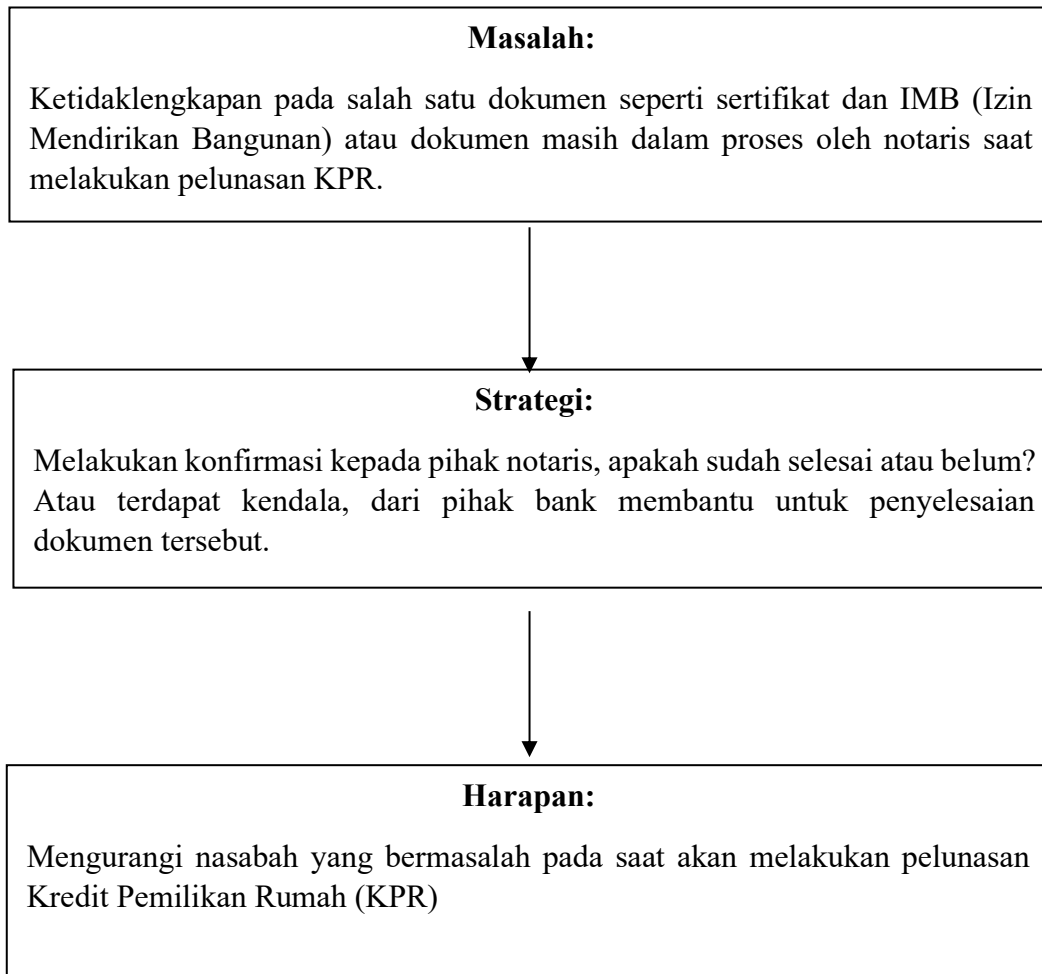 Masalah:
Ketidaklengkapan pada salah satu dokumen seperti sertifikat dan IMB (Izin
Mendirikan Bangunan) atau dokumen masih dalam proses oleh notaris saat
melakukan pelunasan KPR.
Strategi:
Melakukan konfirmasi kepada pihak notaris, apakah sudah selesai atau belum?
Atau terdapat kendala, dari pihak bank membantu untuk penyelesaian
dokumen tersebut.
Harapan:
Mengurangi nasabah yang bermasalah pada saat akan melakukan pelunasan
Kredit Pemilikan Rumah (KPR)